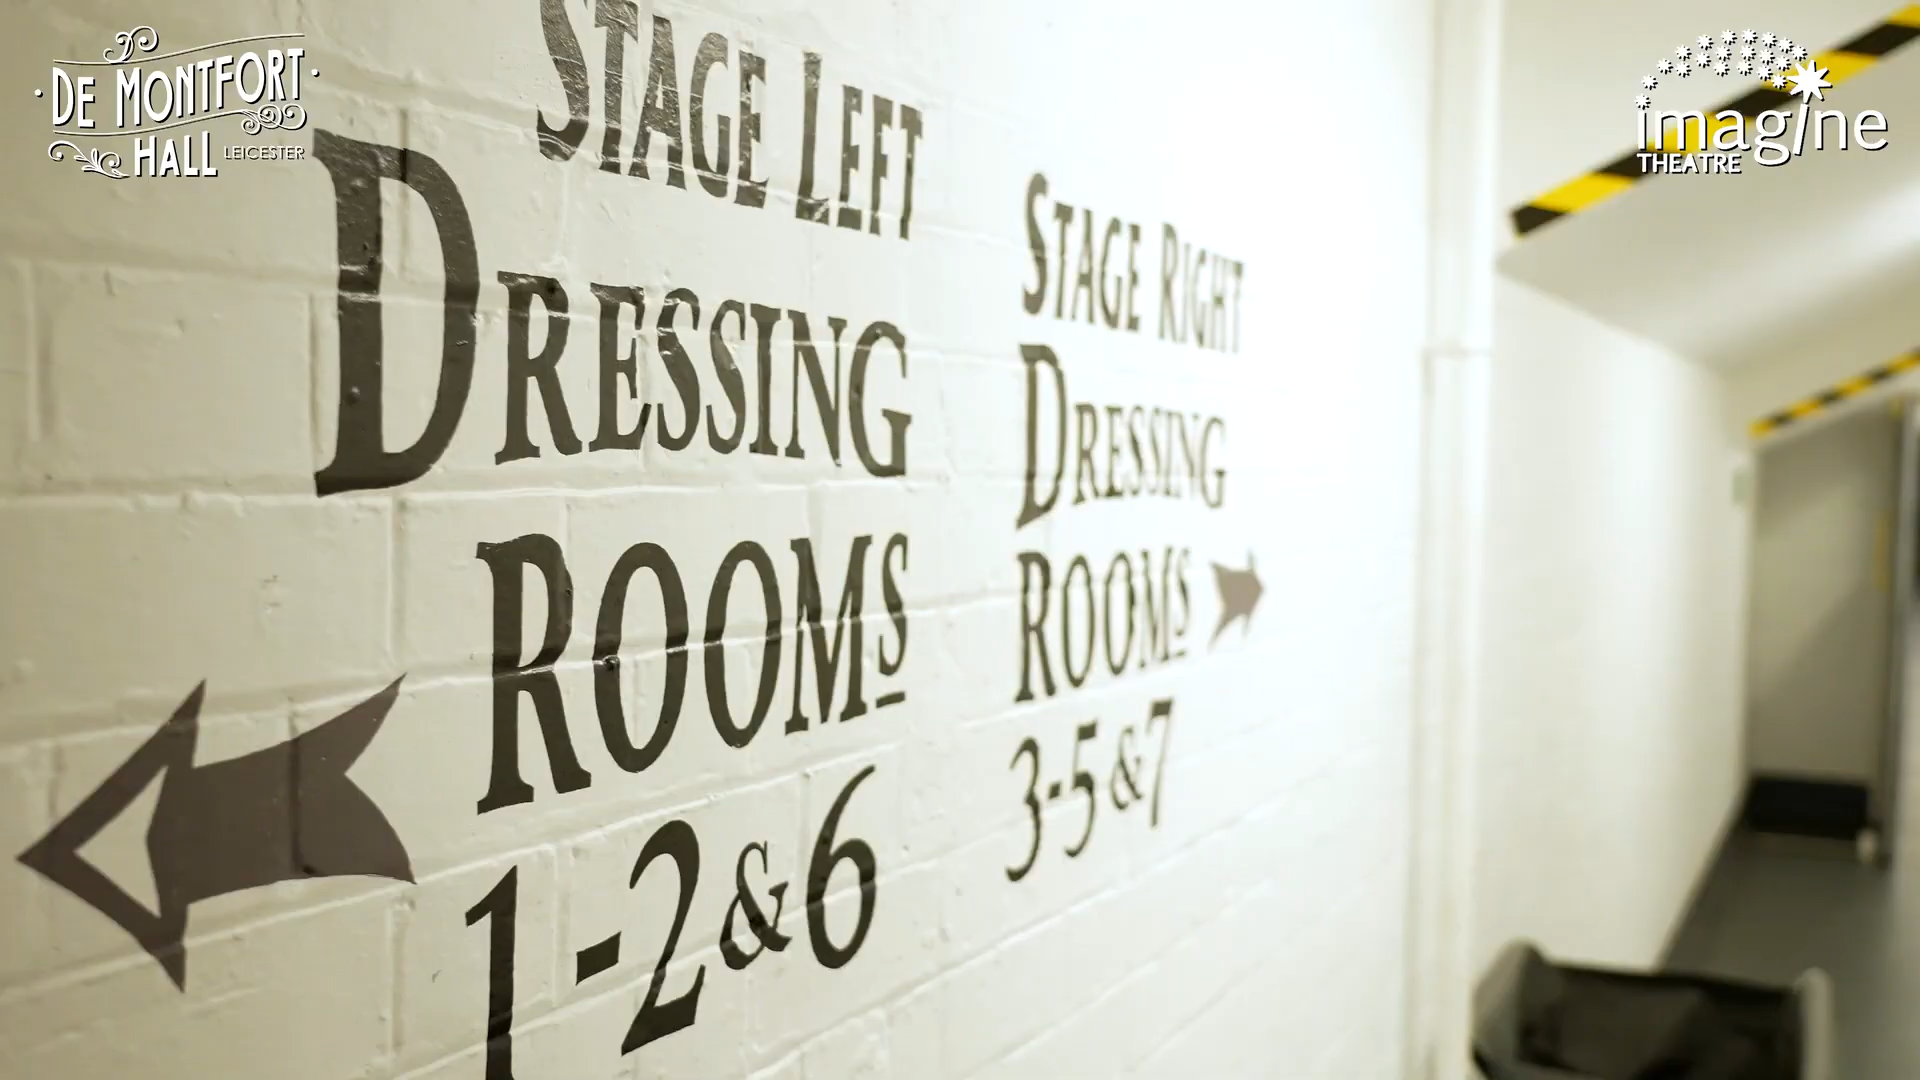 DE MONTFORT
HALL LEICESTER
imagine
THEATRE
STAGE LEFT
DRESSING
ROOMS
1-2&6
STAGE RIGHT
DRESSING
ROOMS
3-5&7